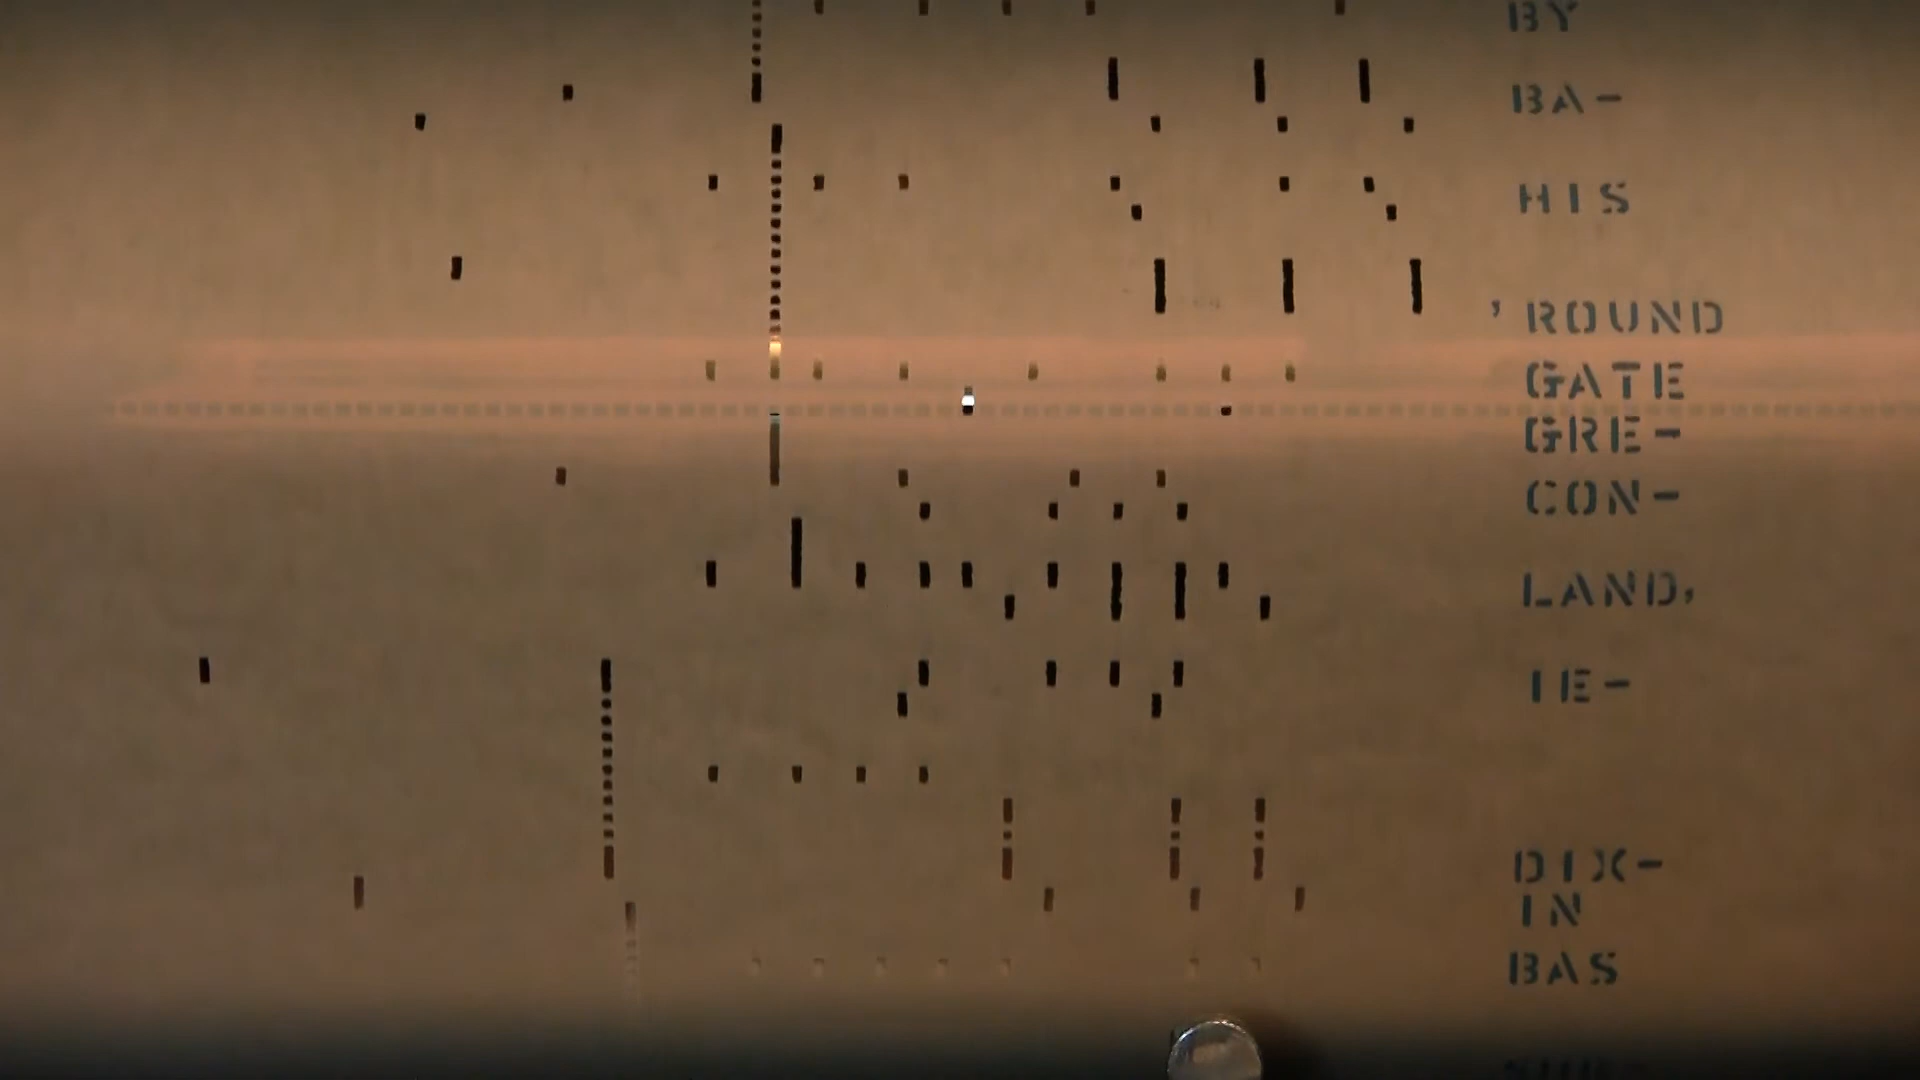 BY
BA-
HIS
'ROUND
GATE
GRE-
CON-
LAND,
IE-
DIX-
IN
BAS